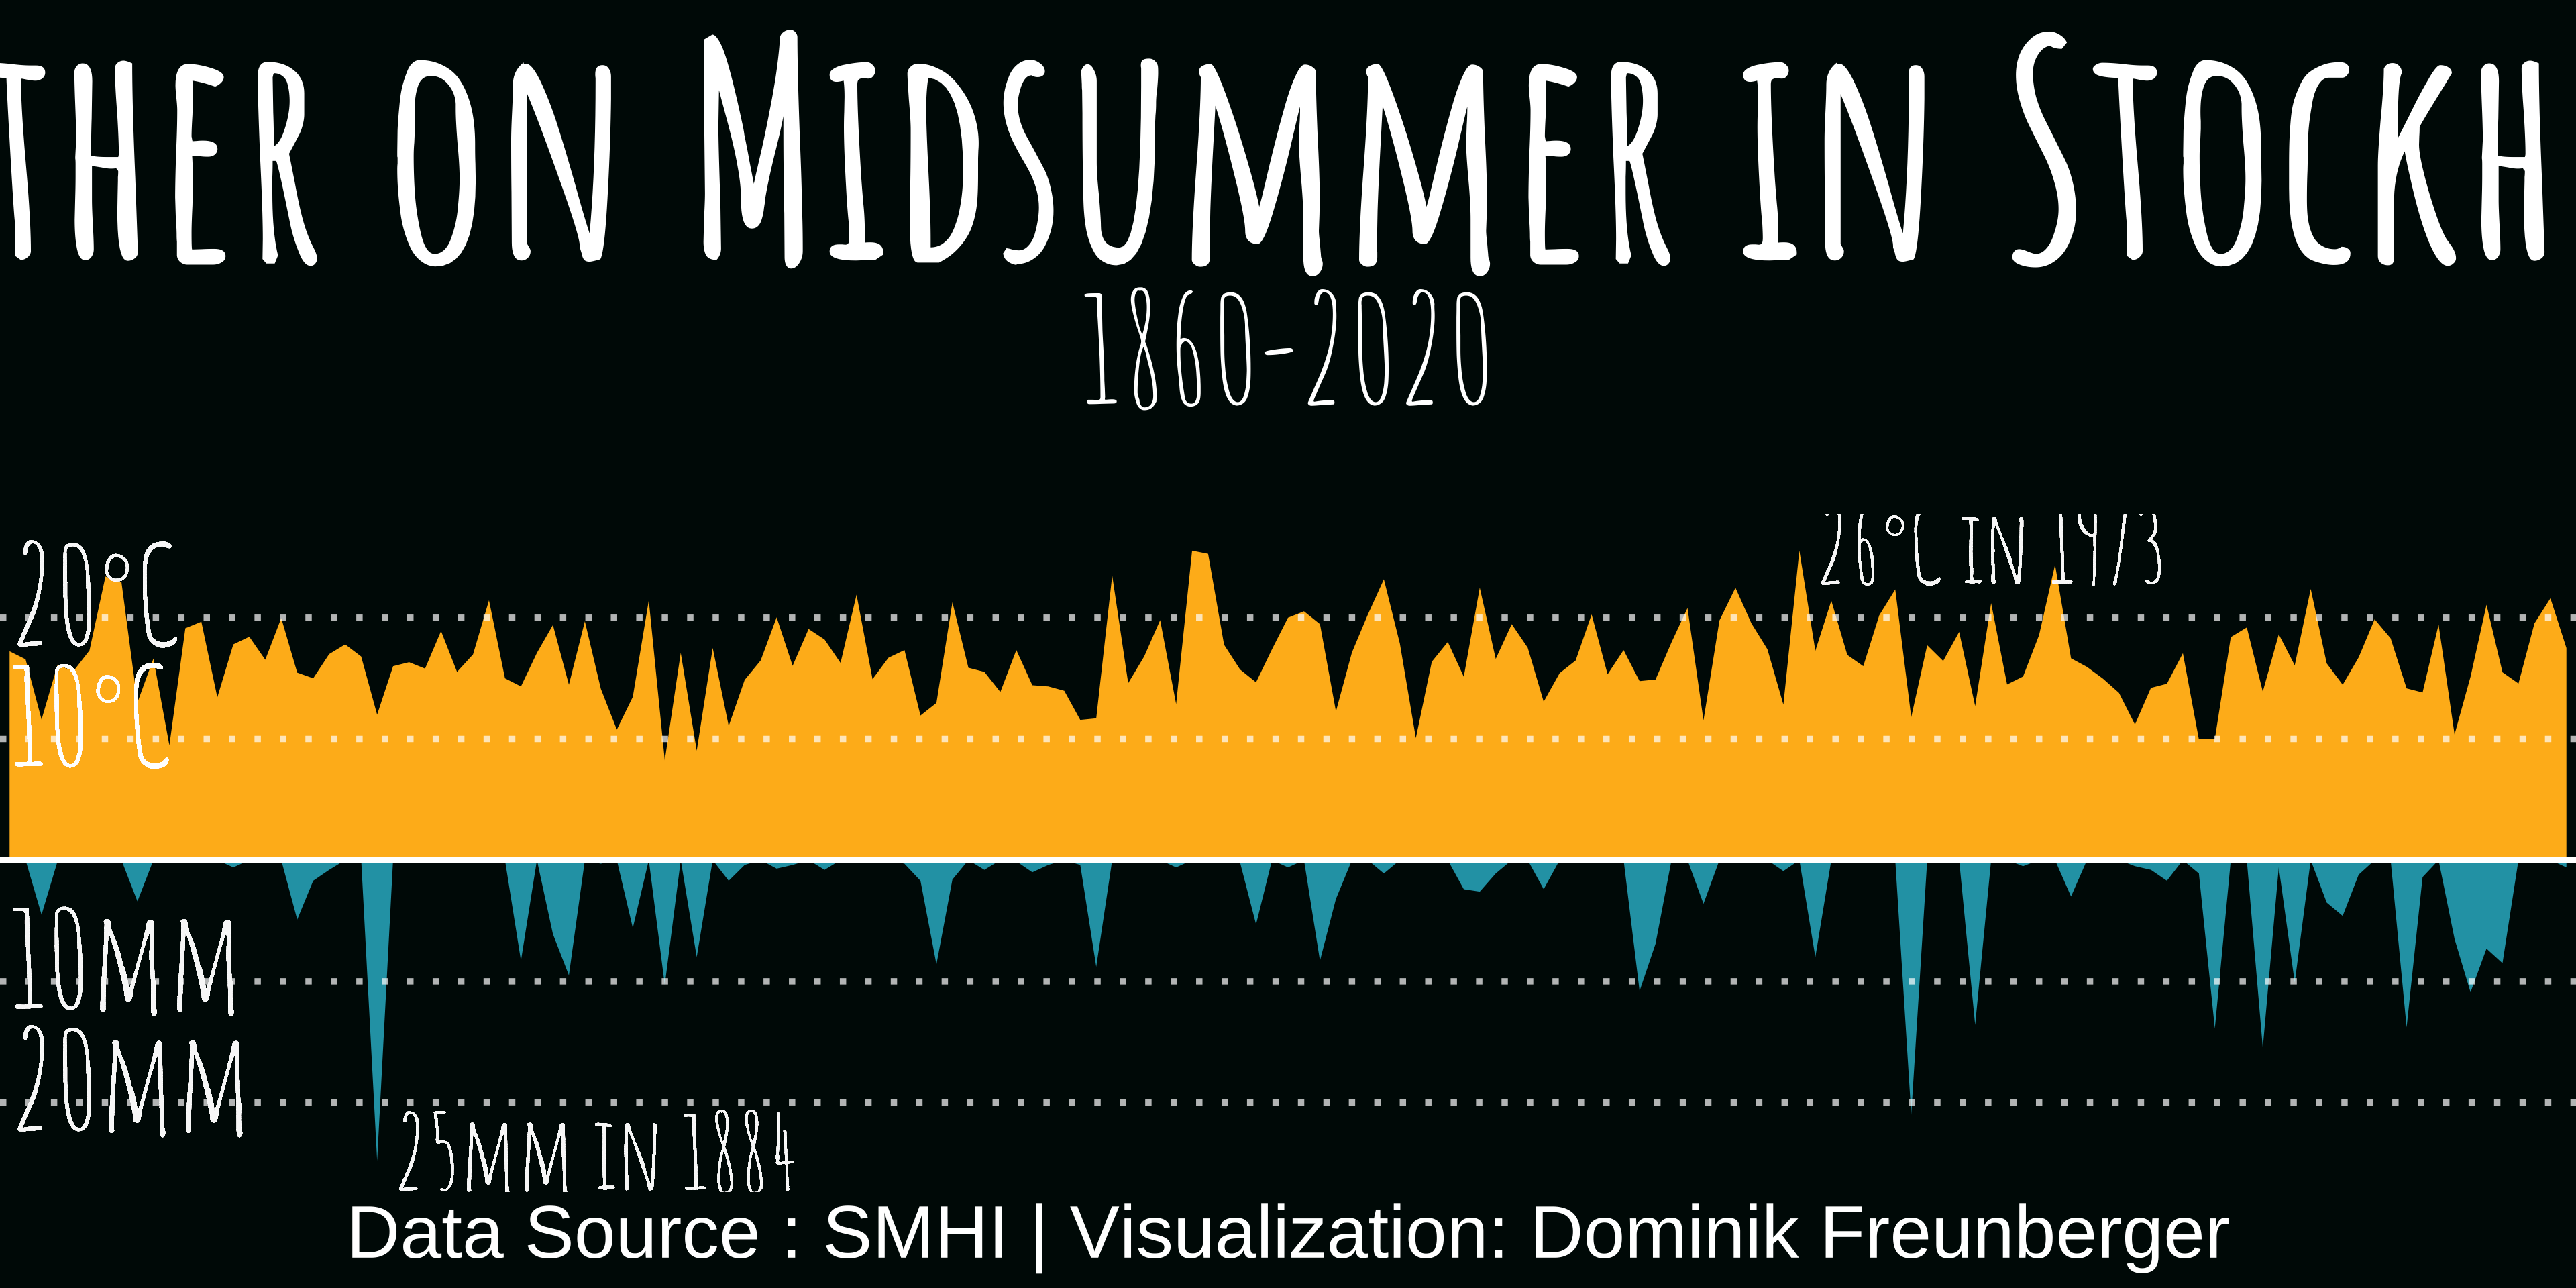 THER ON MIDSUMMER IN STOCKH
1860-2020
26°C IN 1973
20°C
10°C
10MM
20MM
25MM IN 1884
Data Source : SMHI | Visualization: Dominik Freunberger